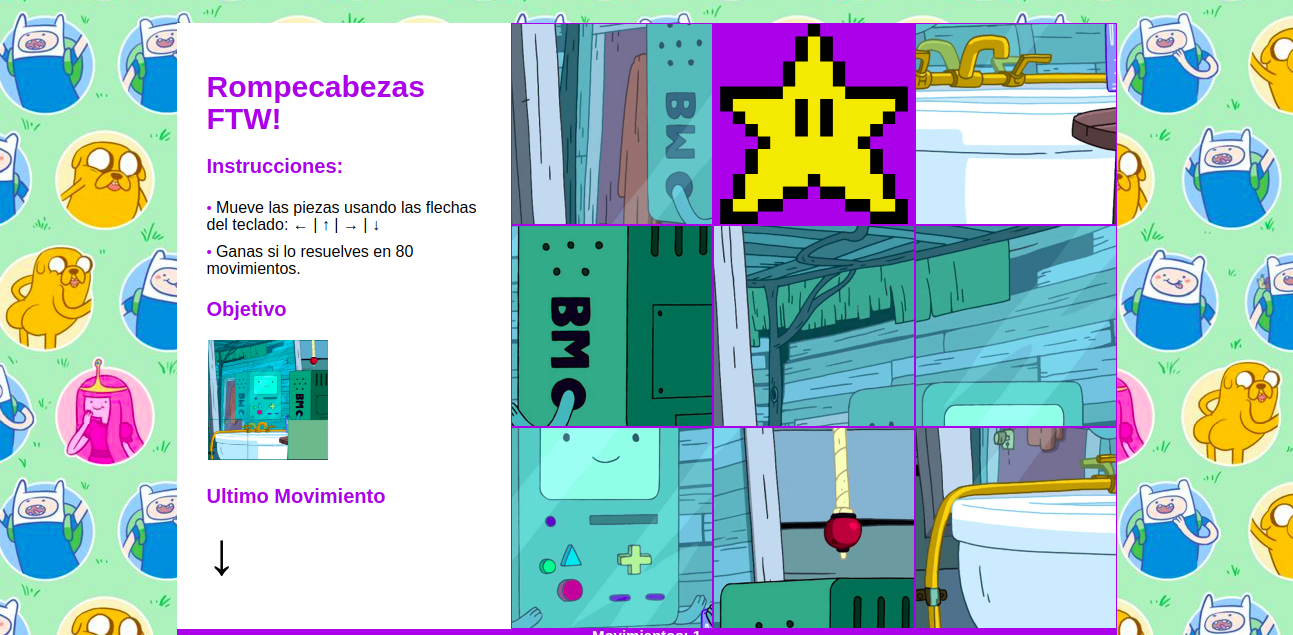 Rompecabezas
FTW!
Instrucciones:
• Mueve las piezas usando las flechas
del teclado: ← | ↑ | → | ↓
• Ganas si lo resuelves en 80
movimientos.
Objetivo
Ultimo Movimiento
↓
BMO
BMO
Movimientos: 1